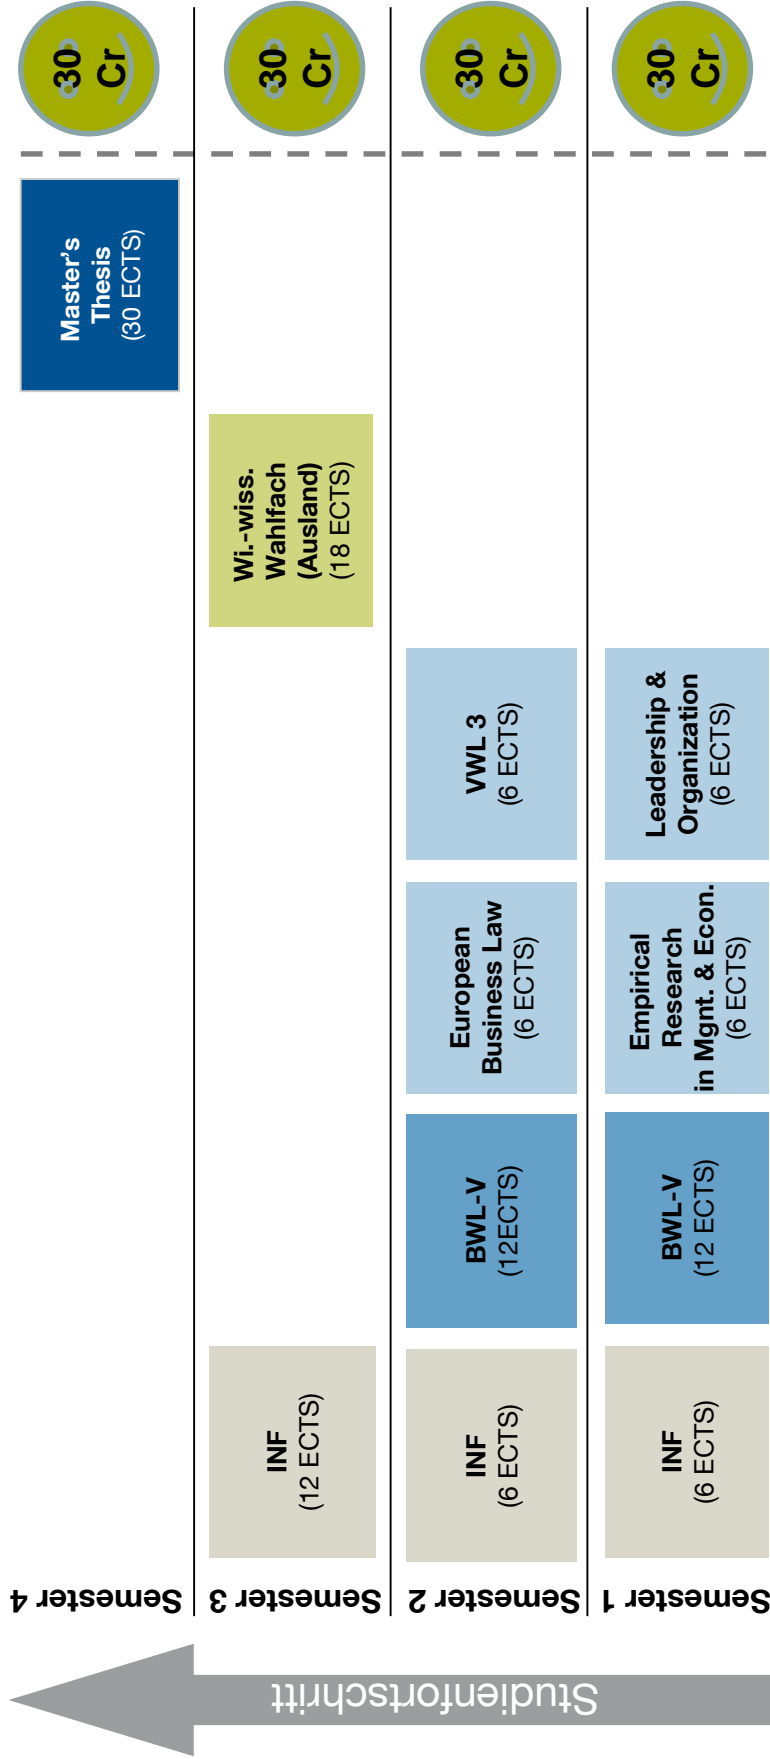 Semester 4
Master's
Thesis
(30 ECTS)
30
Cr
Semester 3
INF
(12 ECTS)
Wi.-wiss.
Wahlfach
(Ausland)
(18 ECTS)
30
Cr
Semester 2
INF
(6 ECTS)
BWL-V
(12ECTS)
European
Business Law
(6 ECTS)
VWL 3
(6 ECTS)
30
Cr
Semester 1
INF
(6 ECTS)
BWL-V
(12 ECTS)
Empirical
Research
in Mgnt. & Econ.
(6 ECTS)
Leadership &
Organization
(6 ECTS)
30
Cr
Studienfortschritt